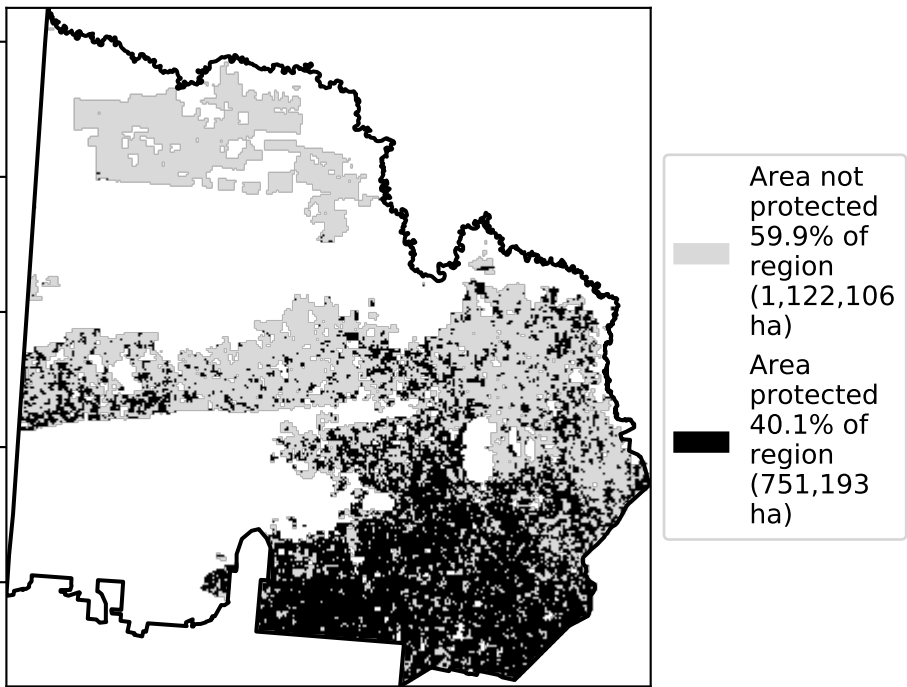 Area not
protected
59.9% of
region
(1,122,106
ha)
Area
protected
40.1% of
region
(751,193
ha)